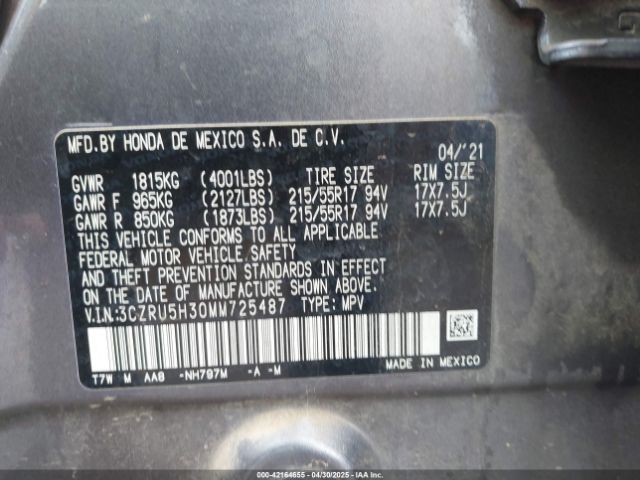 MFD.BY HONDA DE MEXICO S.A. DE C.V.
04/'21
GVWR 1815KG (4001LBS) TIRE SIZE RIM SIZE
GAWR F 965KG (2127LBS) 215/55R17 94V 17X7.5J
GAWR R 850KG (1873LBS) 215/55R17 94V 17X7.5J
THIS VEHICLE CONFORMS TO ALL APPLICABLE
FEDERAL MOTOR VEHICLE SAFETY
AND THEFT PREVENTION STANDARDS IN EFFECT
ON THE DATE OF MANUFACTURE SHOWN ABOVE.
V.I.N:3CZRU5H30MM725487 TYPE: MPV
MADE IN MEXICO
T7W M AA8 -NH797M -A -M
000-42164655 | 04/30/2025 | IAAI.COM